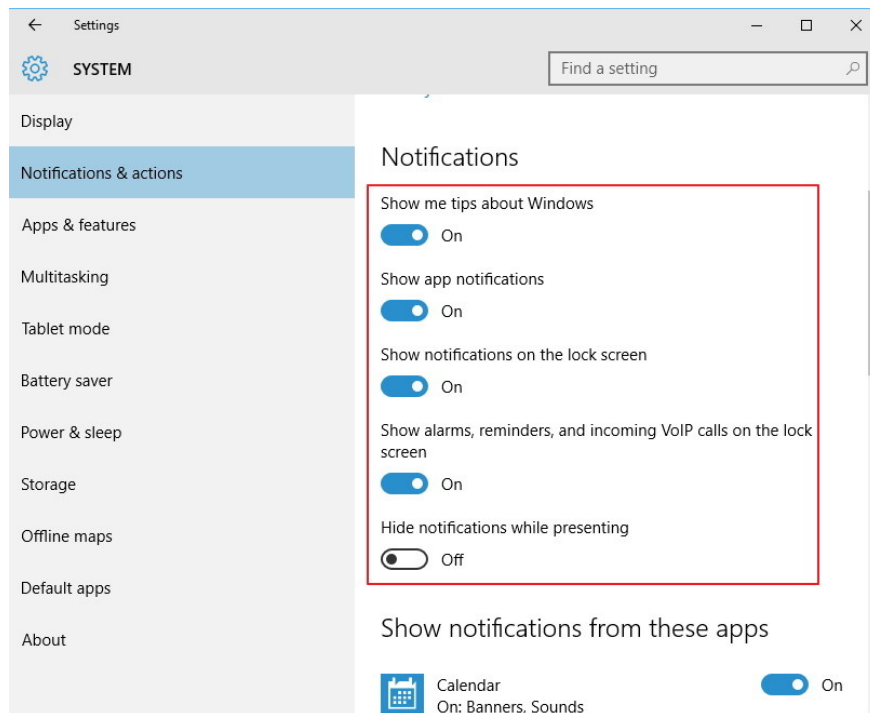 Settings
SYSTEM
Find a setting
Display
Notifications & actions
Apps & features
Multitasking
Tablet mode
Battery saver
Power & sleep
Storage
Offline maps
Default apps
About
Notifications
Show me tips about Windows
On
Show app notifications
On
Show notifications on the lock screen
On
Show alarms, reminders, and incoming VoIP calls on the lock
screen
On
Hide notifications while presenting
Off
Show notifications from these apps
Calendar
On: Banners, Sounds
On